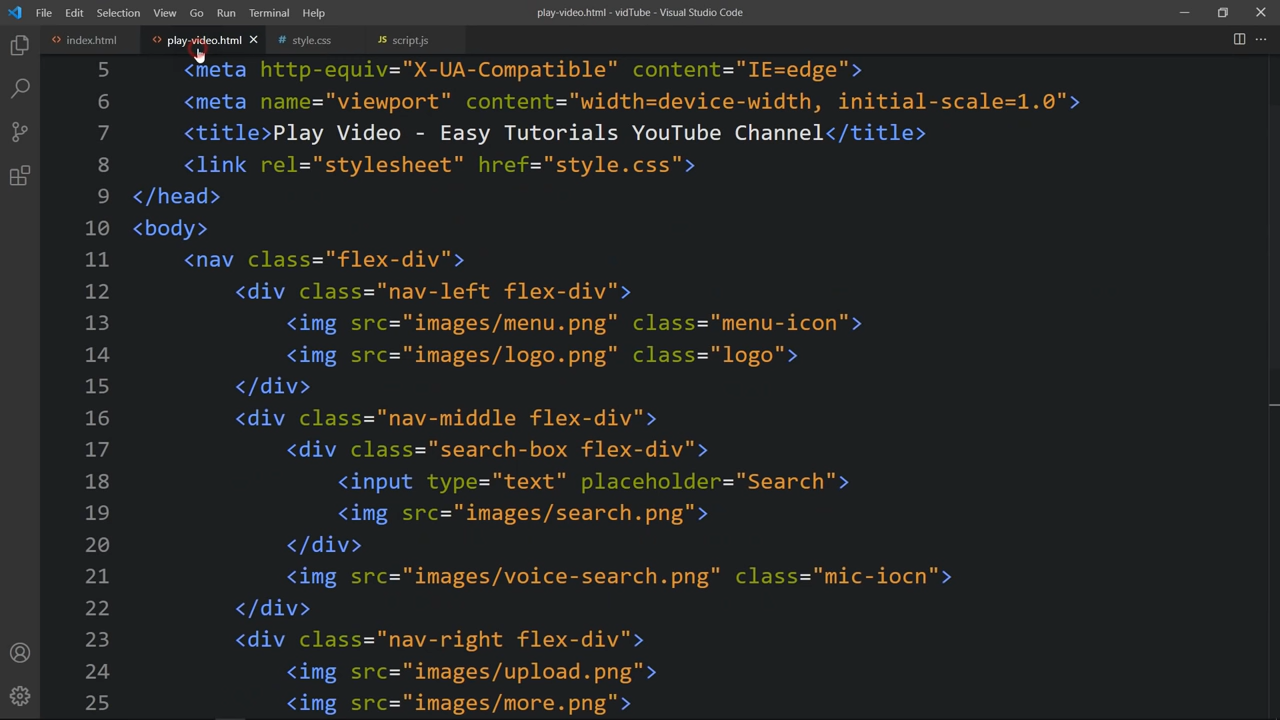 File Edit Selection View Go Run Terminal Help play-video.html - vidTube - Visual Studio Code
index.html play-video.html style.css script.js
5 <meta http-equiv="X-UA-Compatible" content="IE=edge">
6 <meta name="viewport" content="width=device-width, initial-scale=1.0">
7 <title>Play Video - Easy Tutorials YouTube Channel</title>
8 <link rel="stylesheet" href="style.css">
9 </head>
10 <body>
11 <nav class="flex-div">
12 <div class="nav-left flex-div">
13 <img src="images/menu.png" class="menu-icon">
14 <img src="images/logo.png" class="logo">
15 </div>
16 <div class="nav-middle flex-div">
17 <div class="search-box flex-div">
18 <input type="text" placeholder="Search">
19 <img src="images/search.png">
20 </div>
21 <img src="images/voice-search.png" class="mic-iocn">
22 </div>
23 <div class="nav-right flex-div">
24 <img src="images/upload.png">
25 <img src="images/more.png">